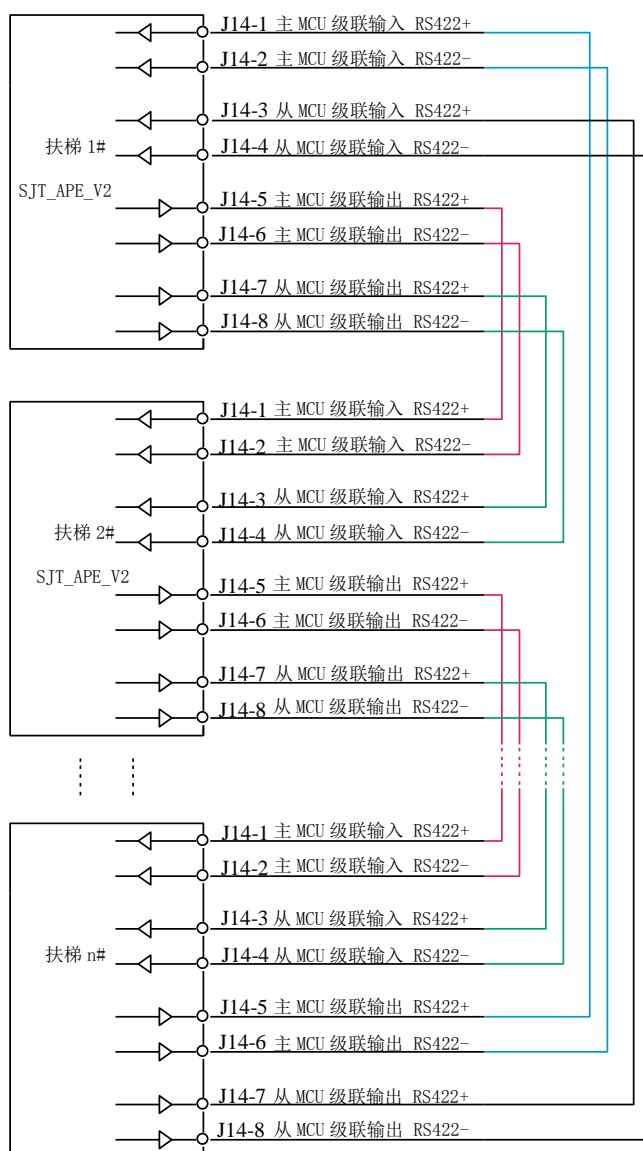 J14-1 主 MCU 级联输入 RS422+
J14-2 主 MCU 级联输入 RS422-
J14-3 从 MCU 级联输入 RS422+
J14-4 从 MCU 级联输入 RS422-
扶梯 1#
SJT_APE_V2
J14-5 主 MCU 级联输出 RS422+
J14-6 主 MCU 级联输出 RS422-
J14-7 从 MCU 级联输出 RS422+
J14-8 从 MCU 级联输出 RS422-
J14-1 主 MCU 级联输入 RS422+
J14-2 主 MCU 级联输入 RS422-
J14-3 从 MCU 级联输入 RS422+
J14-4 从 MCU 级联输入 RS422-
扶梯 2#
SJT_APE_V2
J14-5 主 MCU 级联输出 RS422+
J14-6 主 MCU 级联输出 RS422-
J14-7 从 MCU 级联输出 RS422+
J14-8 从 MCU 级联输出 RS422-
J14-1 主 MCU 级联输入 RS422+
J14-2 主 MCU 级联输入 RS422-
J14-3 从 MCU 级联输入 RS422+
J14-4 从 MCU 级联输入 RS422-
扶梯 n#
J14-5 主 MCU 级联输出 RS422+
J14-6 主 MCU 级联输出 RS422-
J14-7 从 MCU 级联输出 RS422+
J14-8 从 MCU 级联输出 RS422-